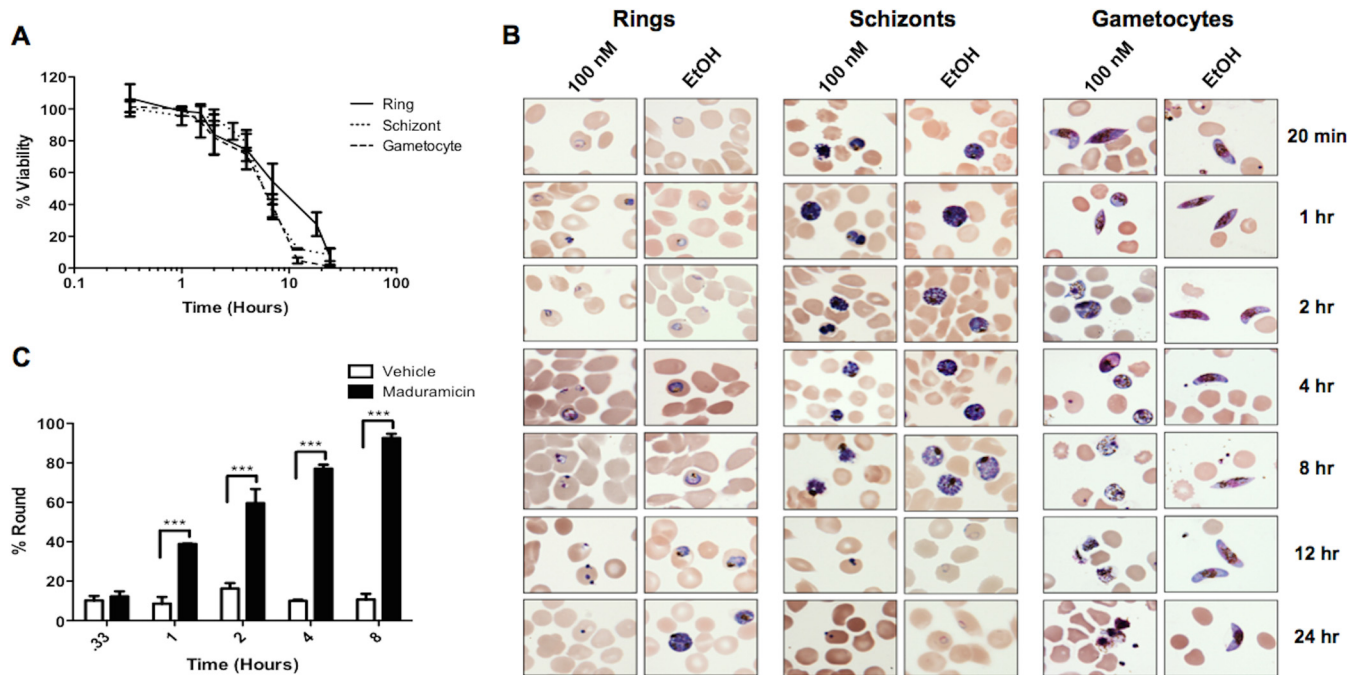 A
120
100
80
60
40
20
0
% Viability
0.1 1 10 100
Time (Hours)
Ring
Schizont
Gametocyte
B
Rings Schizonts Gametocytes
100 nM EtOH 100 nM EtOH 100 nM EtOH
20 min
1 hr
2 hr
4 hr
8 hr
12 hr
24 hr
C
Vehicle
Maduramicin
100%
80
60
40
20
0
% Round
*** *** *** ***
.33 1 2 4 8
Time (Hours)